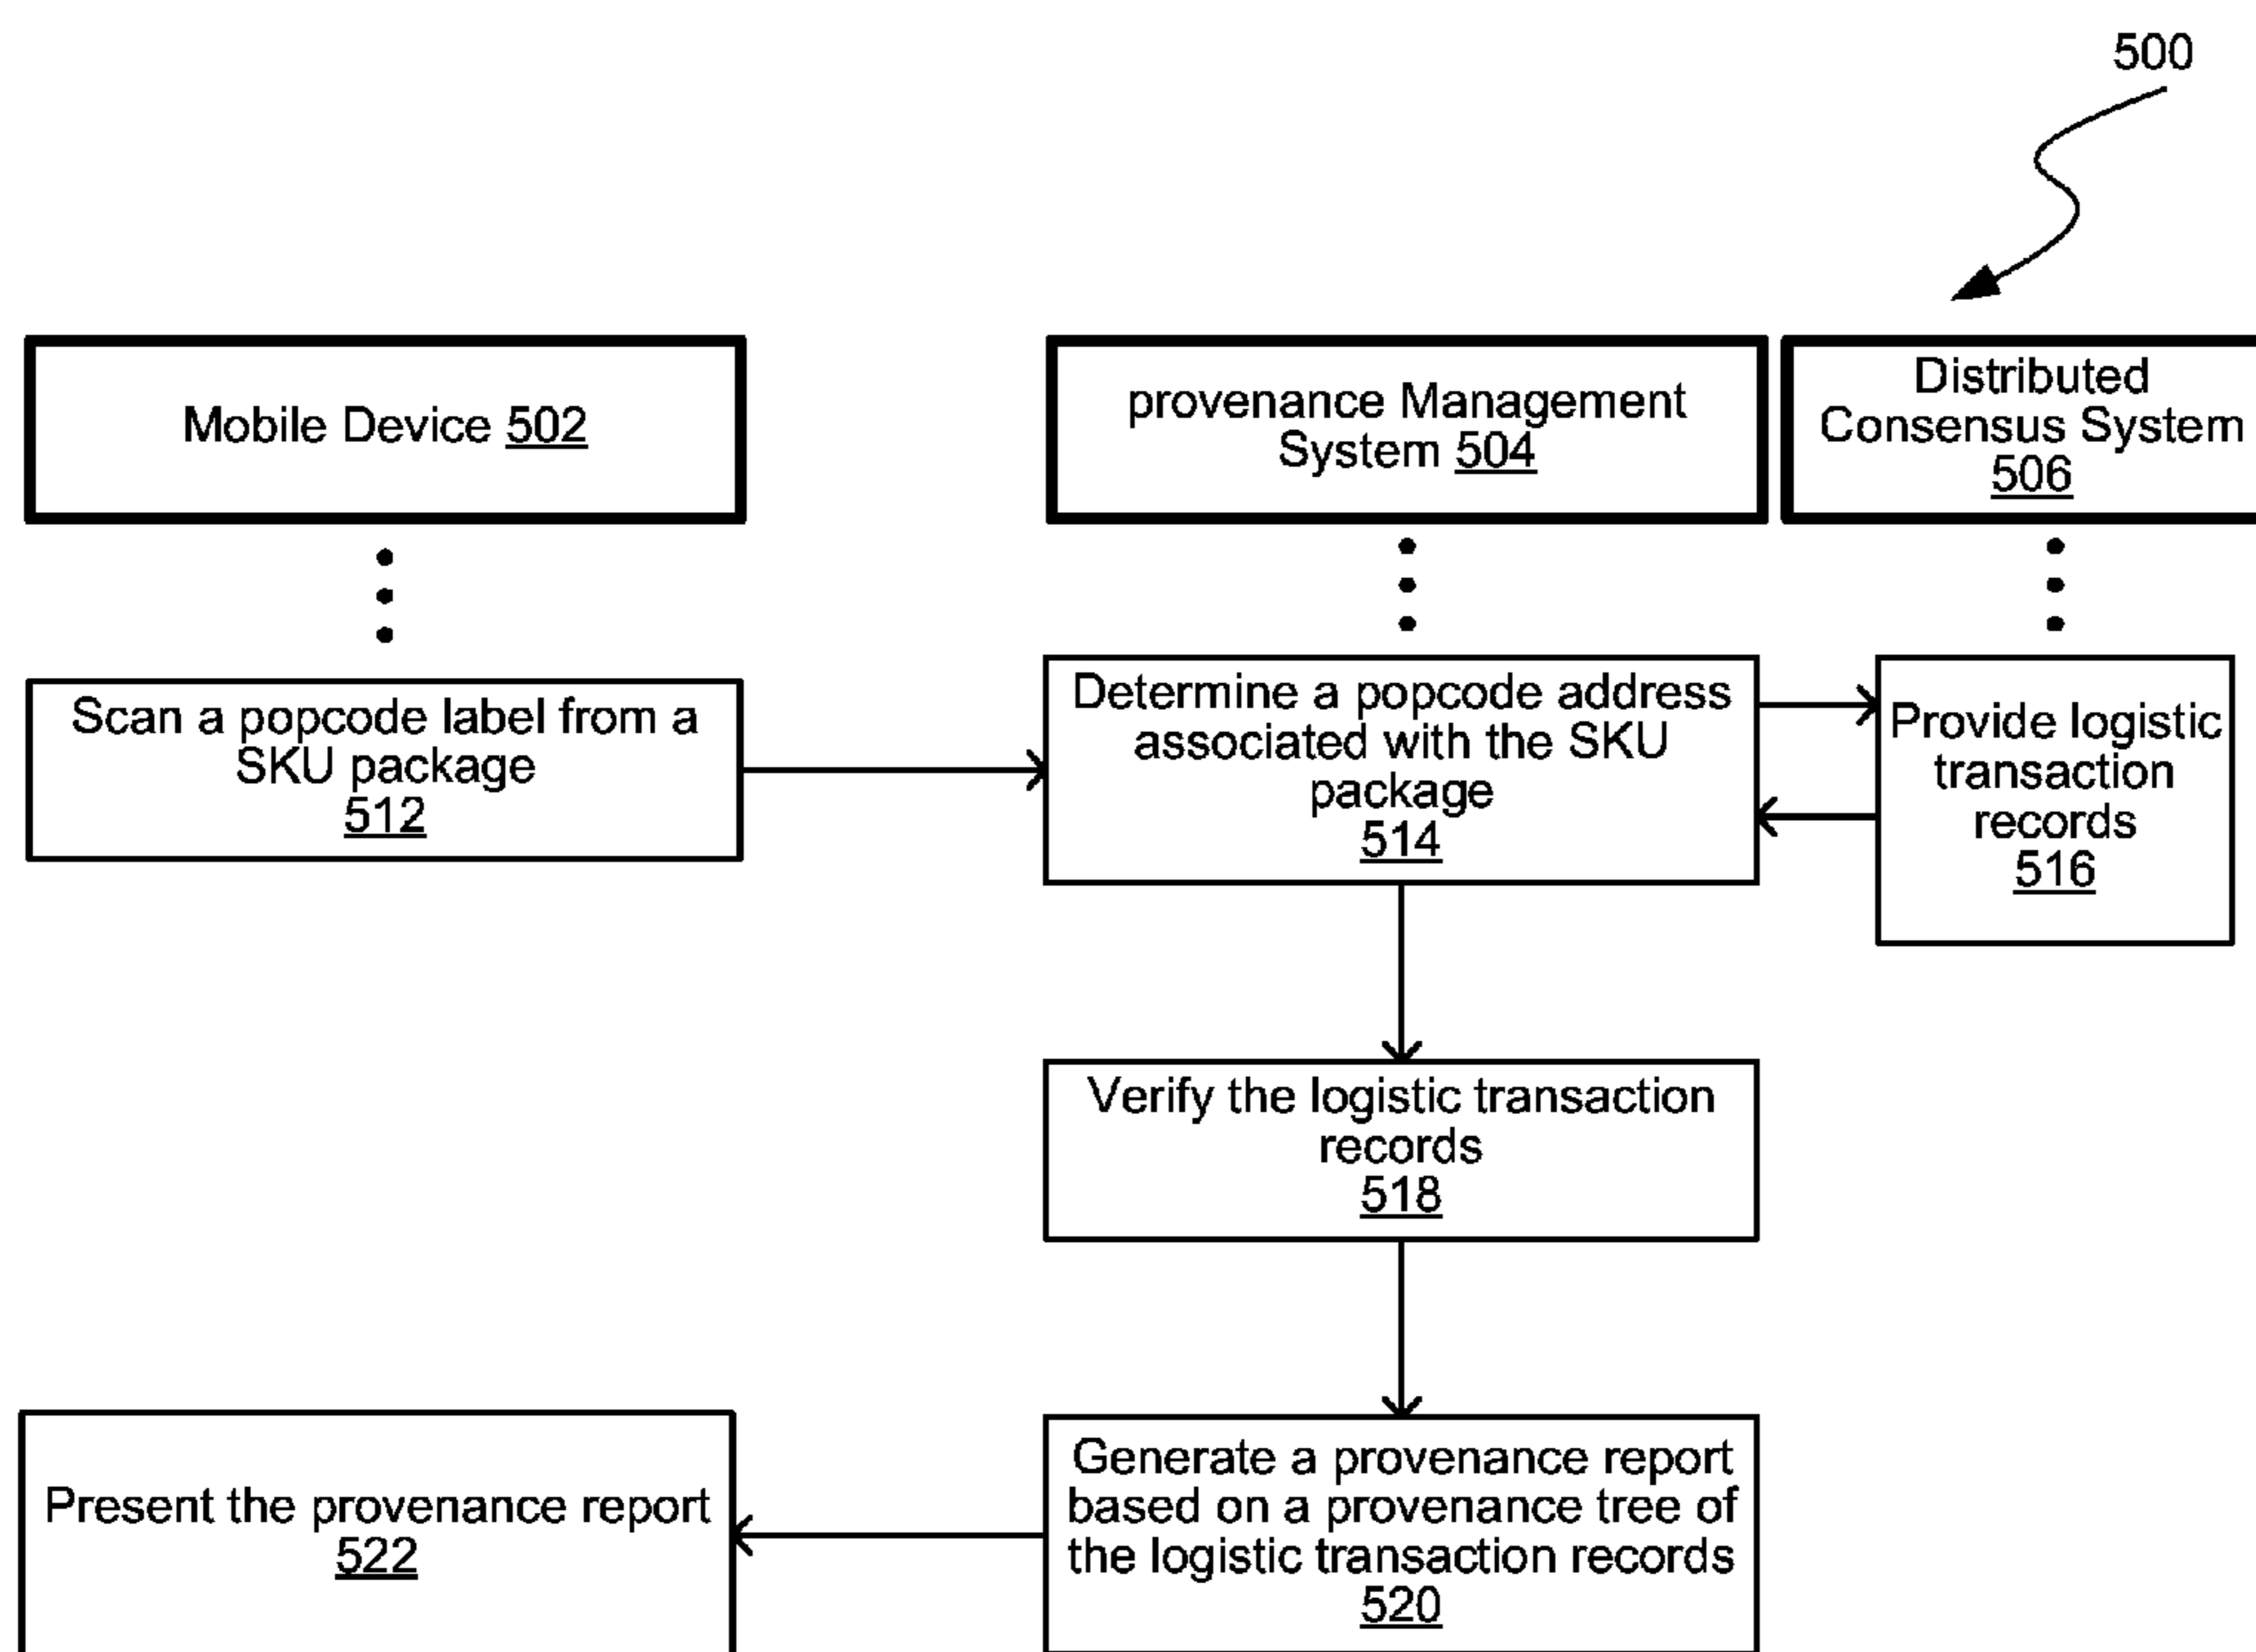 500
Mobile Device 502
provenance Management
System 504
Distributed
Consensus System
506
Scan a popcode label from a
SKU package
512
Determine a popcode address
associated with the SKU
package
514
Provide logistic
transaction
records
516
Verify the logistic transaction
records
518
Generate a provenance report
based on a provenance tree of
the logistic transaction records
520
Present the provenance report
522